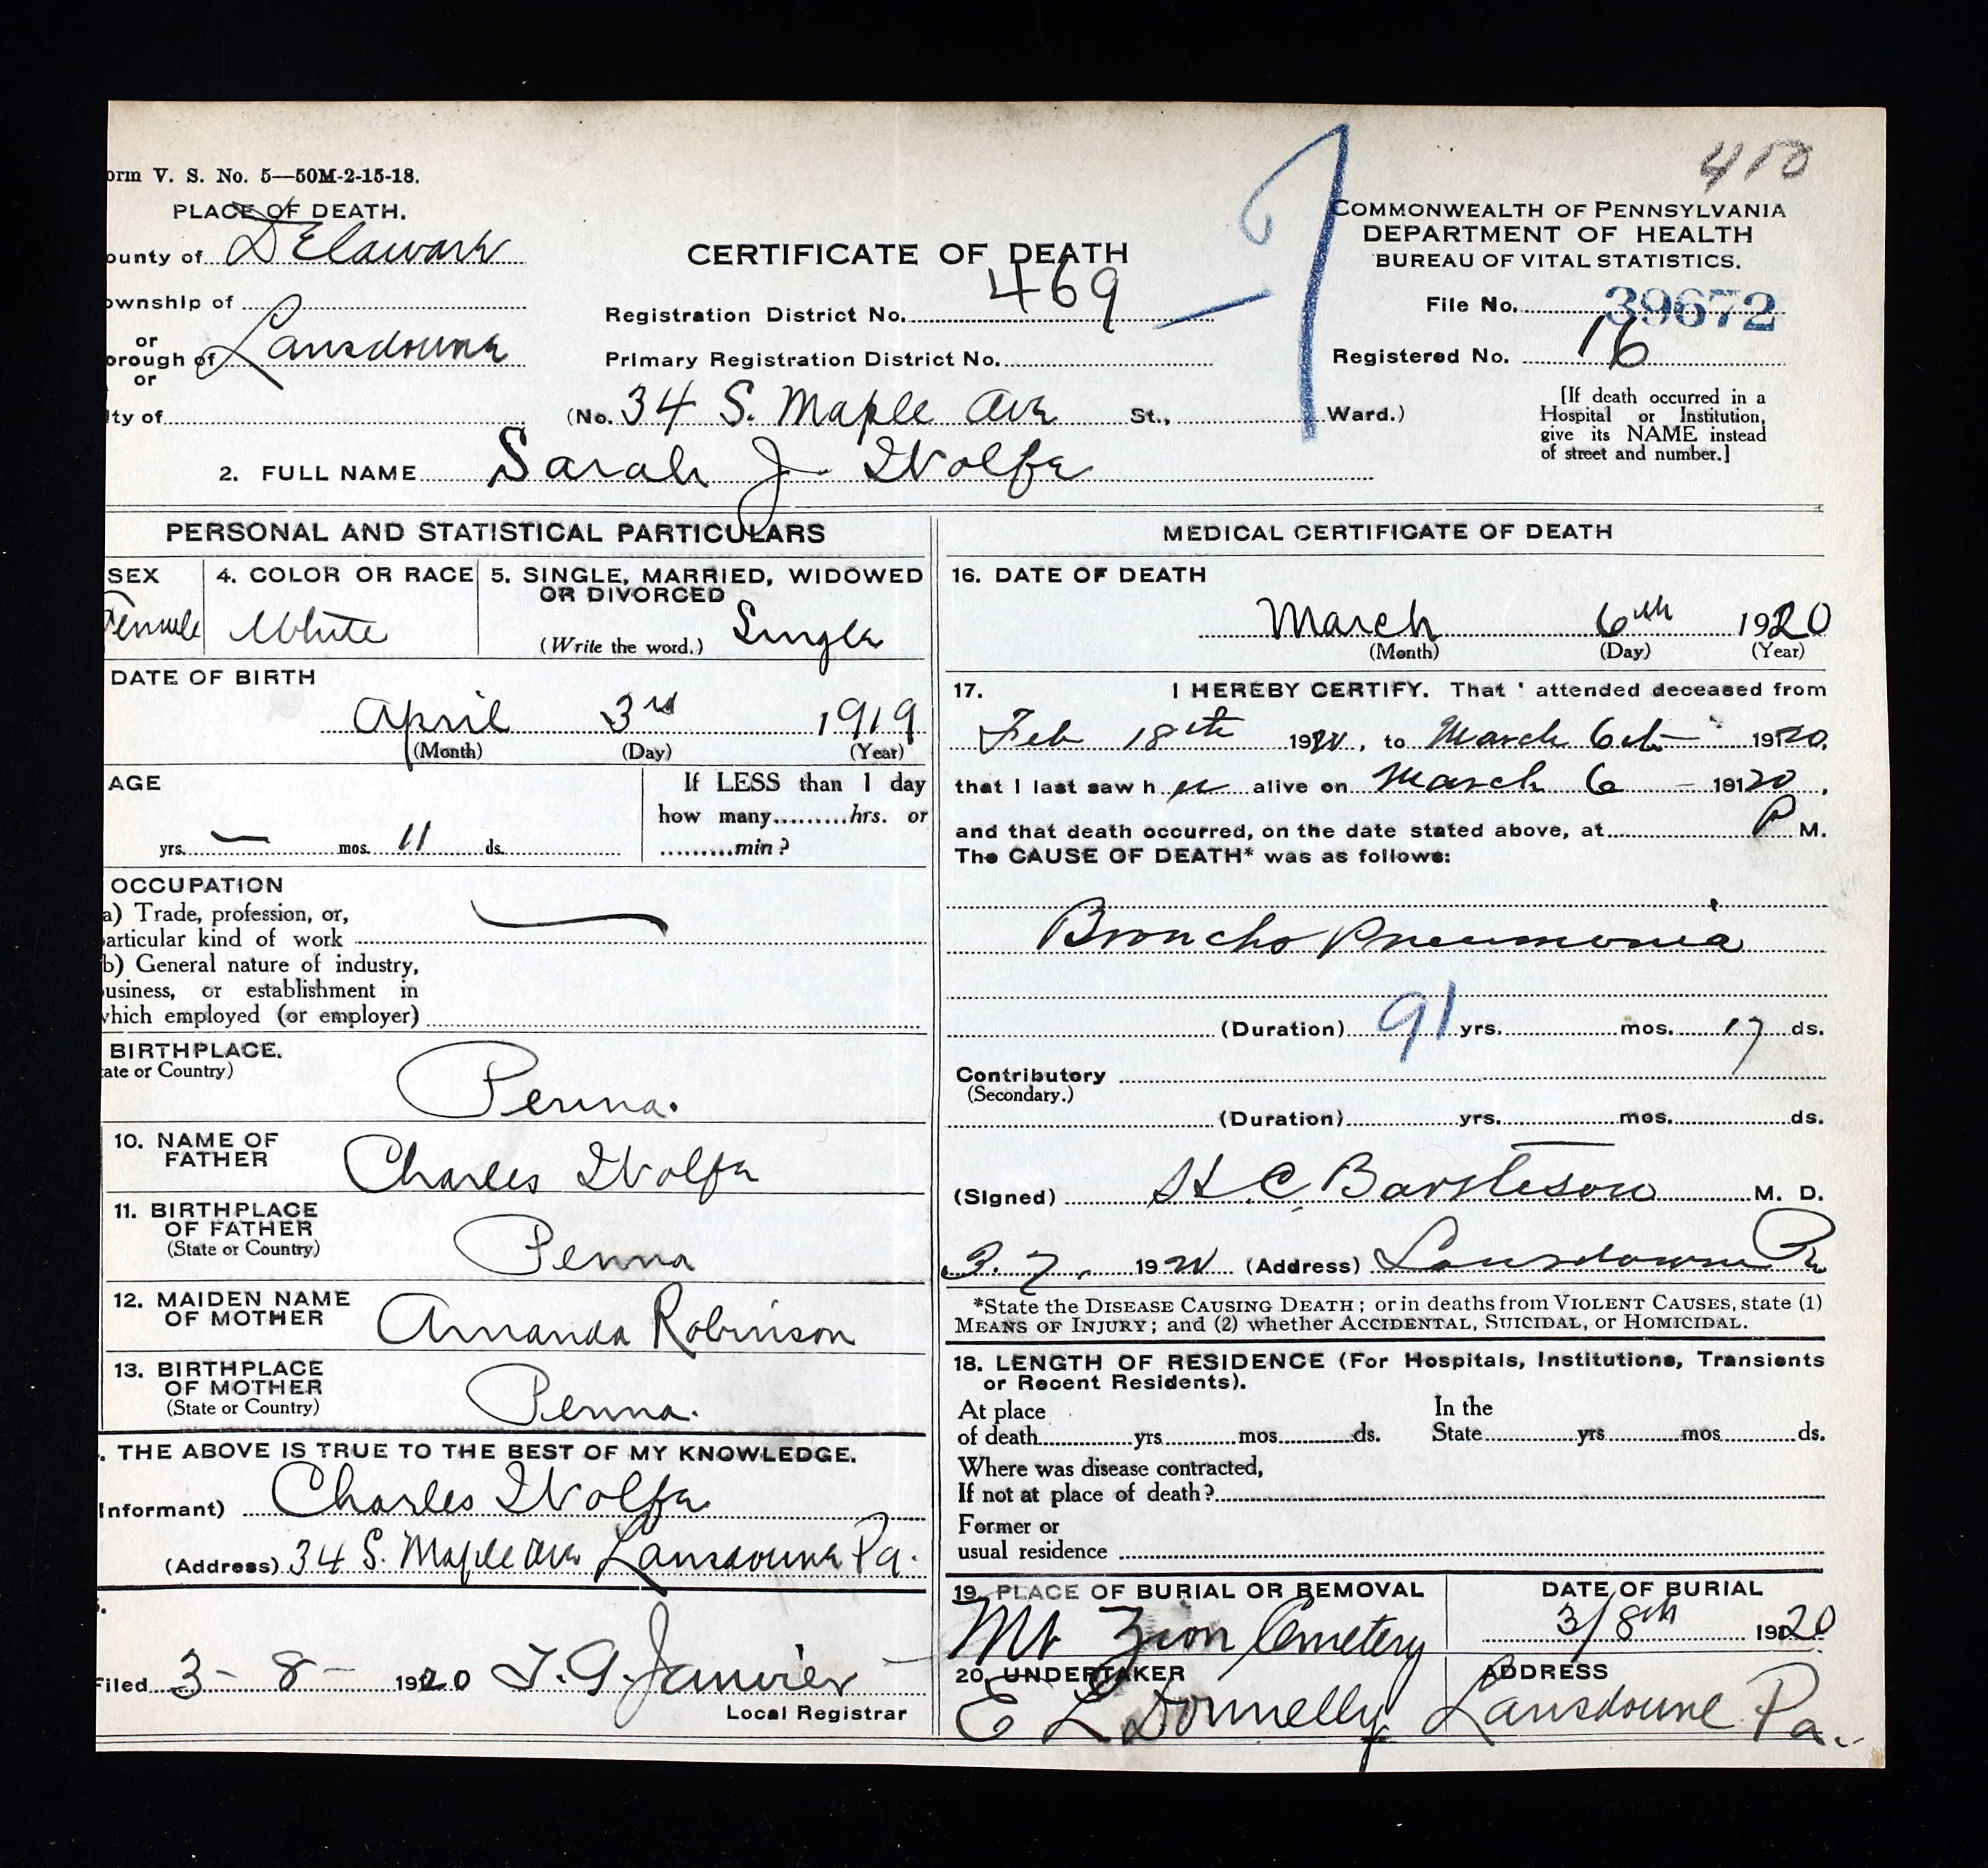 orm V. S. No. 5—50M-2-15-18.
410
PLACE OF DEATH.
ounty of Delaware
ownship of
or
orough of Lansdowne
or
ity of
CERTIFICATE OF DEATH
Registration District No. 469
Primary Registration District No.
(No. 34 S. Maple Ave St., Ward.)
COMMONWEALTH OF PENNSYLVANIA
DEPARTMENT OF HEALTH
BUREAU OF VITAL STATISTICS.
File No. 39672
Registered No. 16
[If death occurred in a
Hospital or Institution,
give its NAME instead
of street and number.]
2. FULL NAME Sarah J. Wolfe
PERSONAL AND STATISTICAL PARTICULARS
SEX
Female
4. COLOR OR RACE
White
5. SINGLE, MARRIED, WIDOWED
OR DIVORCED
(Write the word.) Single
DATE OF BIRTH
April 3rd 1919
(Month) (Day) (Year)
AGE
yrs. — mos. 11 ds.
If LESS than 1 day
how many hrs. or
min?
OCCUPATION
a) Trade, profession, or,
articular kind of work —
b) General nature of industry,
usiness, or establishment in
which employed (or employer)
BIRTHPLACE.
ate or Country)
Penna.
10. NAME OF
FATHER
Charles Wolfe
11. BIRTHPLACE
OF FATHER
(State or Country)
Penna
12. MAIDEN NAME
OF MOTHER
Amanda Robinson
13. BIRTHPLACE
OF MOTHER
(State or Country)
Penna.
. THE ABOVE IS TRUE TO THE BEST OF MY KNOWLEDGE.
Informant) Charles Wolfe
(Address) 34 S. Maple Ave Lansdowne Pa.
Filed 3-8- 1920 T. G. Janvier
Local Registrar
MEDICAL CERTIFICATE OF DEATH
16. DATE OF DEATH
March 6th 1920
(Month) (Day) (Year)
17. I HEREBY CERTIFY. That I attended deceased from
Feb 18th 1920, to March 6th 1920,
that I last saw her alive on March 6 — 1920,
and that death occurred, on the date stated above, at P M.
The CAUSE OF DEATH* was as follows:
Broncho Pneumonia
91
(Duration) yrs. mos. 17 ds.
Contributory
(Secondary.)
(Duration) yrs. mos. ds.
(Signed) H. C. Bartleson M. D.
3.7. 1920 (Address) Lansdowne Pa
*State the DISEASE CAUSING DEATH; or in deaths from VIOLENT CAUSES, state (1)
MEANS OF INJURY; and (2) whether ACCIDENTAL, SUICIDAL, or HOMICIDAL.
18. LENGTH OF RESIDENCE (For Hospitals, Institutions, Transients
or Recent Residents).
At place
of death yrs mos ds.
In the
State yrs mos ds.
Where was disease contracted,
If not at place of death?
Former or
usual residence
19. PLACE OF BURIAL OR REMOVAL
Mt Zion Cemetery
DATE OF BURIAL
3/8th 1920
20. UNDERTAKER
E L Donnelly
ADDRESS
Lansdowne Pa.